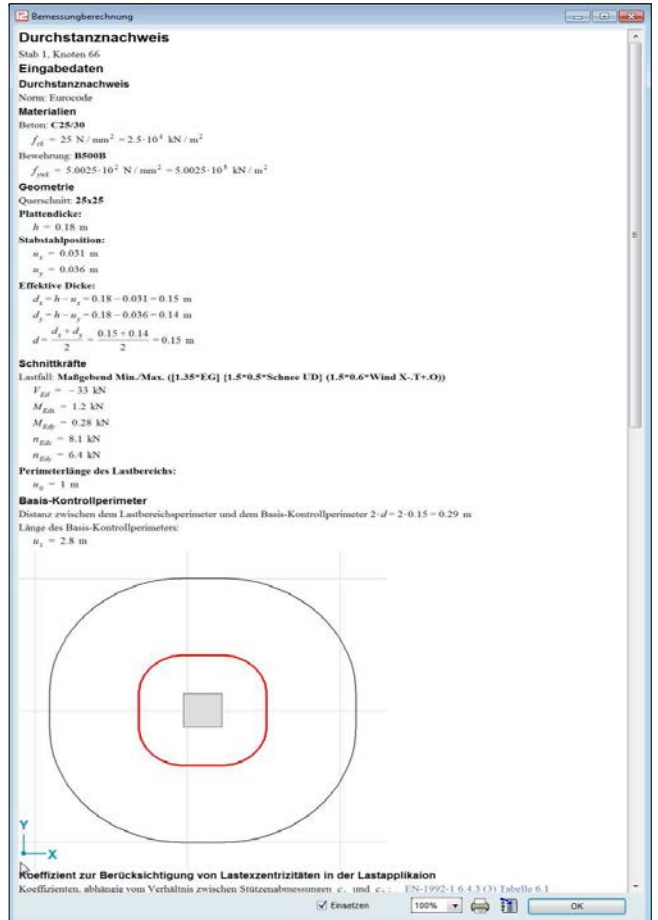 Bemessungberechnung
Durchstanznachweis
Stab 1, Knoten 66
Eingabedaten
Durchstanznachweis
Norm: Eurocode
Materialien
Beton: C25/30
f_ck = 25 N / mm² = 2.5·10⁴ kN / m²
Bewehrung: B500B
f_ywk = 5.0025·10² N / mm² = 5.0025·10⁵ kN / m²
Geometrie
Querschnitt: 25x25
Plattendicke:
h = 0.18 m
Stabstahlposition:
u_x = 0.031 m
u_y = 0.036 m
Effektive Dicke:
d_x = h − u_x = 0.18 − 0.031 = 0.15 m
d_y = h − u_y = 0.18 − 0.036 = 0.14 m
d = (d_x + d_y) / 2 = (0.15 + 0.14) / 2 = 0.15 m
Schnittkräfte
Lastfall: Maßgebend Min./Max. ([1.35*EG] {1.5*0.5*Schnee UD} (1.5*0.6*Wind X-.T+.O))
V_Ed = − 33 kN
M_Edx = 1.2 kN
M_Edy = 0.28 kN
n_Edx = 8.1 kN
n_Edy = 6.4 kN
Perimeterlänge des Lastbereichs:
u_0 = 1 m
Basis-Kontrollperimeter
Distanz zwischen dem Lastbereichsperimeter und dem Basis-Kontrollperimeter 2·d = 2·0.15 = 0.29 m
Länge des Basis-Kontrollperimeters:
u_1 = 2.8 m
Y
X
Koeffizient zur Berücksichtigung von Lastexzentrizitäten in der Lastapplikaion
Koeffizienten, abhängig vom Verhältnis zwischen Stützenabmessungen c_1 und c_2: EN-1992-1 6.4.3 (3) Tabelle 6.1
Einsetzen
100%
OK